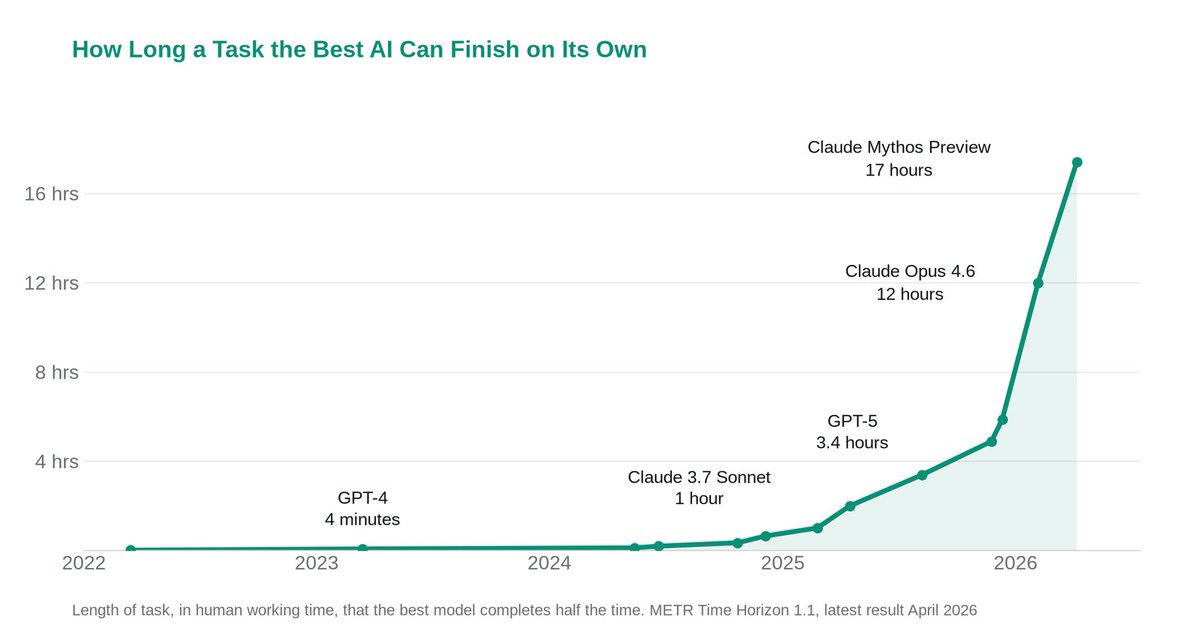 How Long a Task the Best AI Can Finish on Its Own
Claude Mythos Preview
17 hours
16 hrs
Claude Opus 4.6
12 hours
12 hrs
8 hrs
GPT-5
3.4 hours
4 hrs
Claude 3.7 Sonnet
1 hour
GPT-4
4 minutes
2022 2023 2024 2025 2026
Length of task, in human working time, that the best model completes half the time. METR Time Horizon 1.1, latest result April 2026